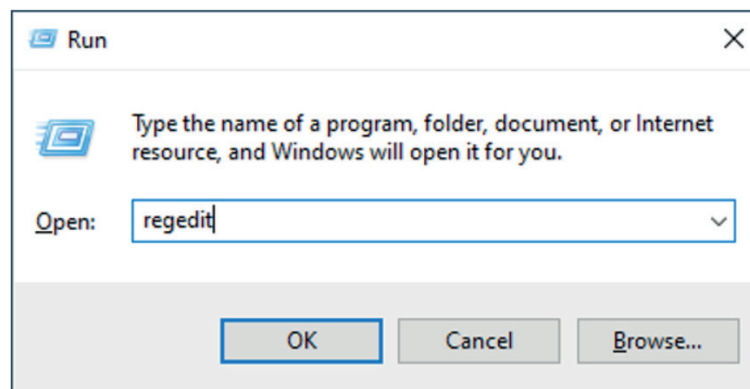 Run
Type the name of a program, folder, document, or Internet
resource, and Windows will open it for you.
Open: regedit
OK Cancel Browse...